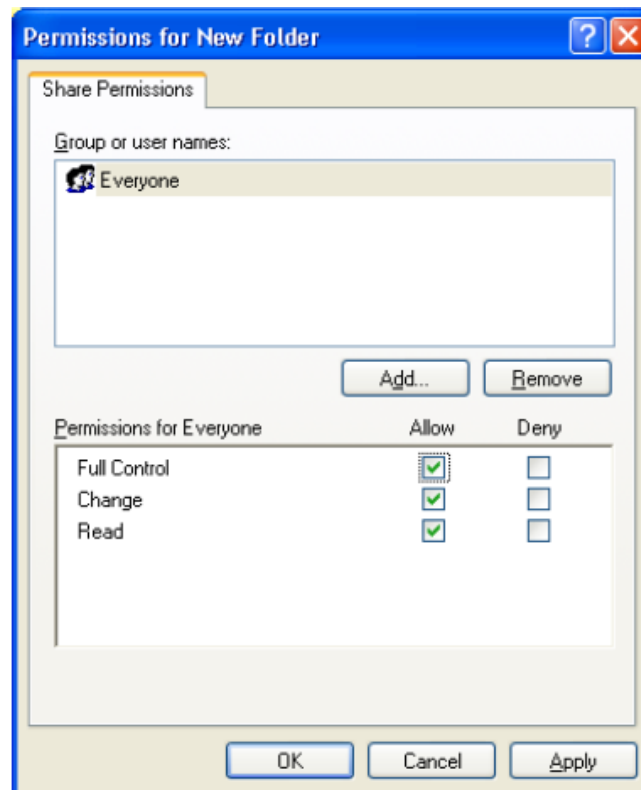 Permissions for New Folder
Share Permissions
Group or user names:
Everyone
Add... Remove
Permissions for Everyone Allow Deny
Full Control
Change
Read
OK Cancel Apply